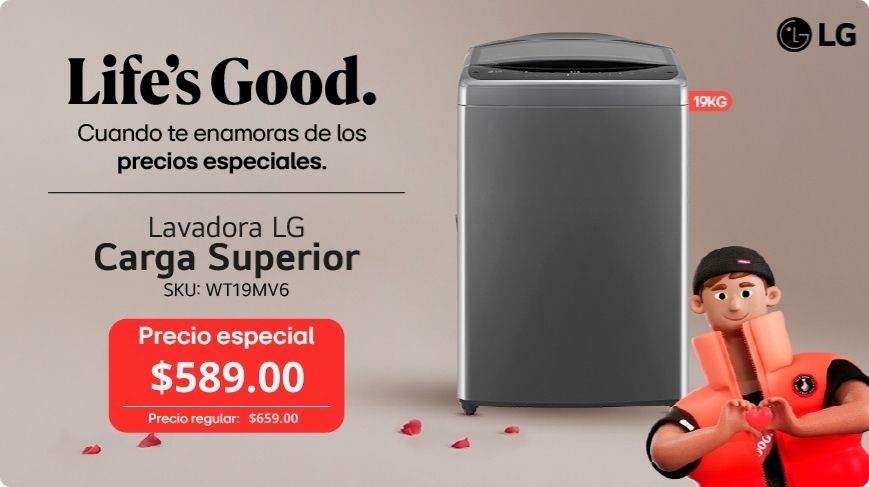 LG
Life's Good.
Cuando te enamoras de los
precios especiales.
19KG
Lavadora LG
Carga Superior
SKU: WT19MV6
Precio especial
$589.00
Precio regular: $659.00